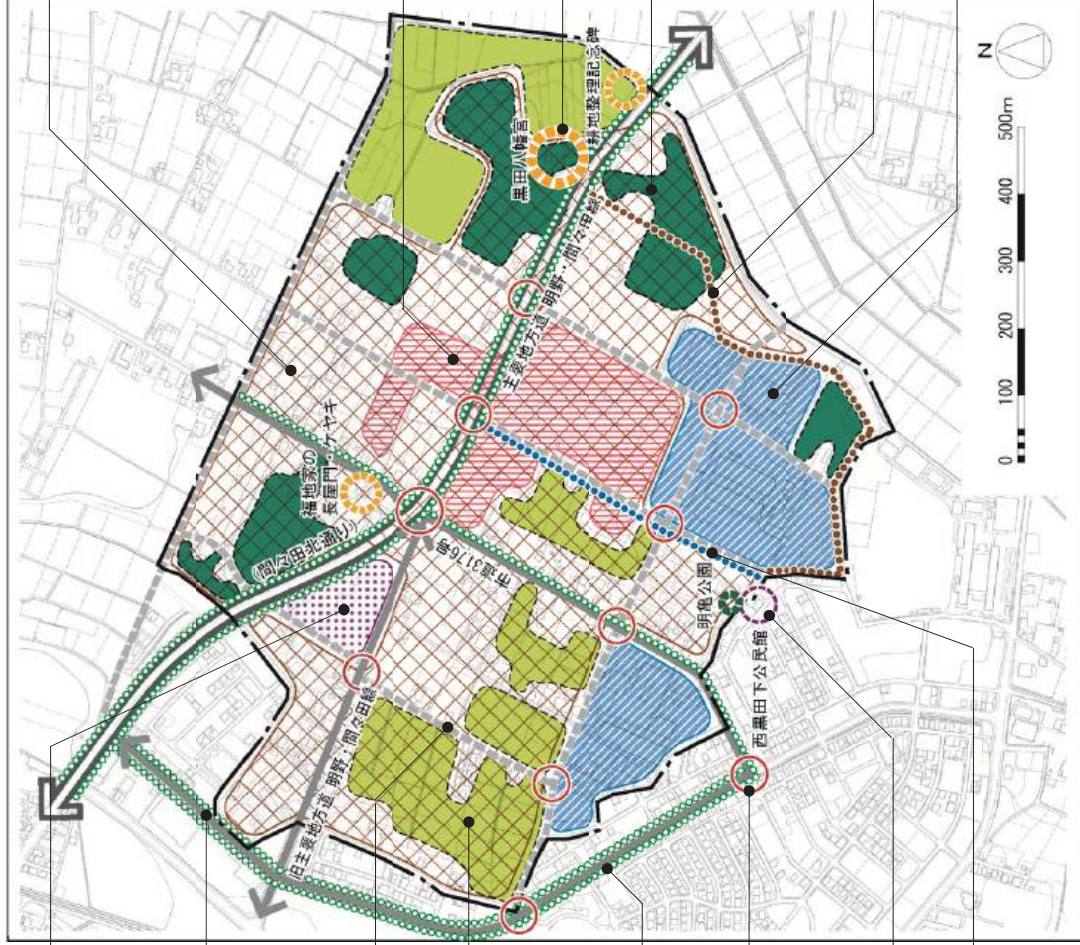 N
0 100 200 300 400 500m
耕地整理記念碑
黒田八幡宮
主要地方道 明野・間々田線
福地家の
長屋門・ケヤキ
(間々田北通り)
市道3176号
明亀公園
西黒田下公民館
旧主要地方道 明野・間々田線